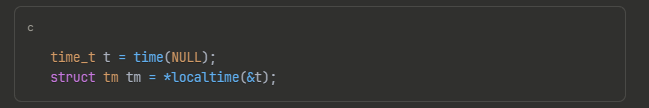 c
time_t t = time(NULL);
struct tm tm = *localtime(&t);